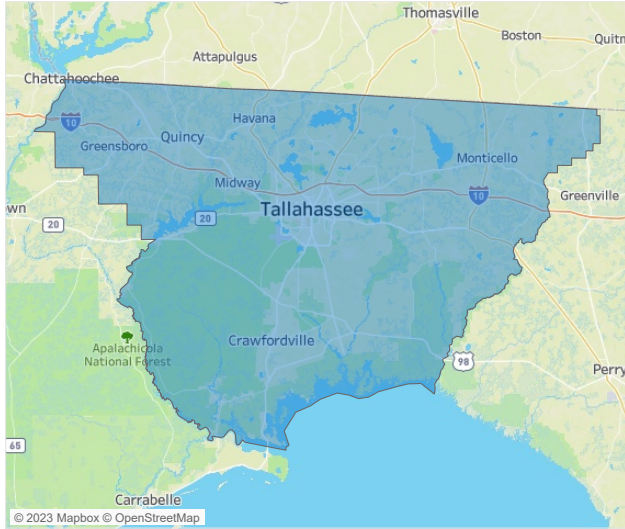 Thomasville
Boston
Quitn
Attapulgus
Chattahoochee
Havana
10
Quincy
Greensboro
Monticello
Midway
10
Greenville
own
20
20
Tallahassee
Crawfordville
Apalachicola
National Forest
98
Perry
65
Carrabelle
© 2023 Mapbox © OpenStreetMap